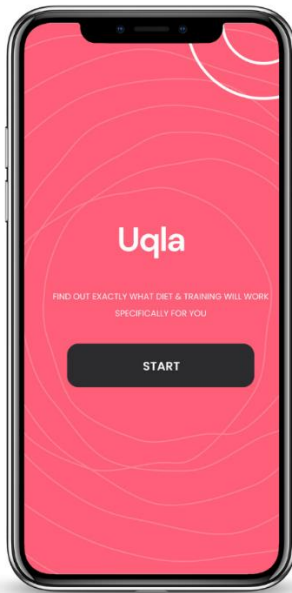 Uqla
FIND OUT EXACTLY WHAT DIET & TRAINING WILL WORK
SPECIFICALLY FOR YOU
START